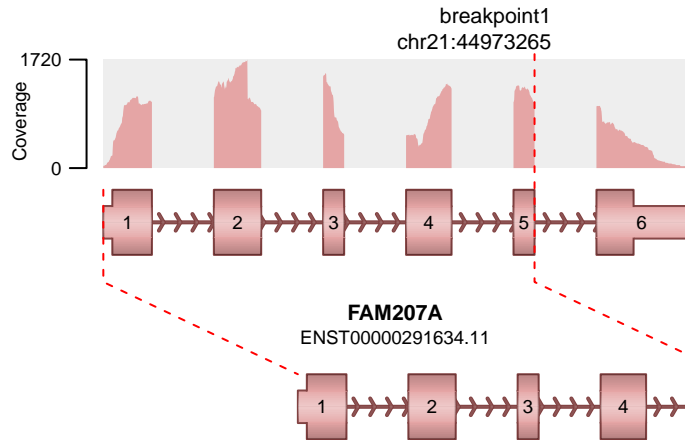 breakpoint1
chr21:44973265
1720
Coverage
0
1 2 3 4 5 6
FAM207A
ENST00000291634.11
1 2 3 4